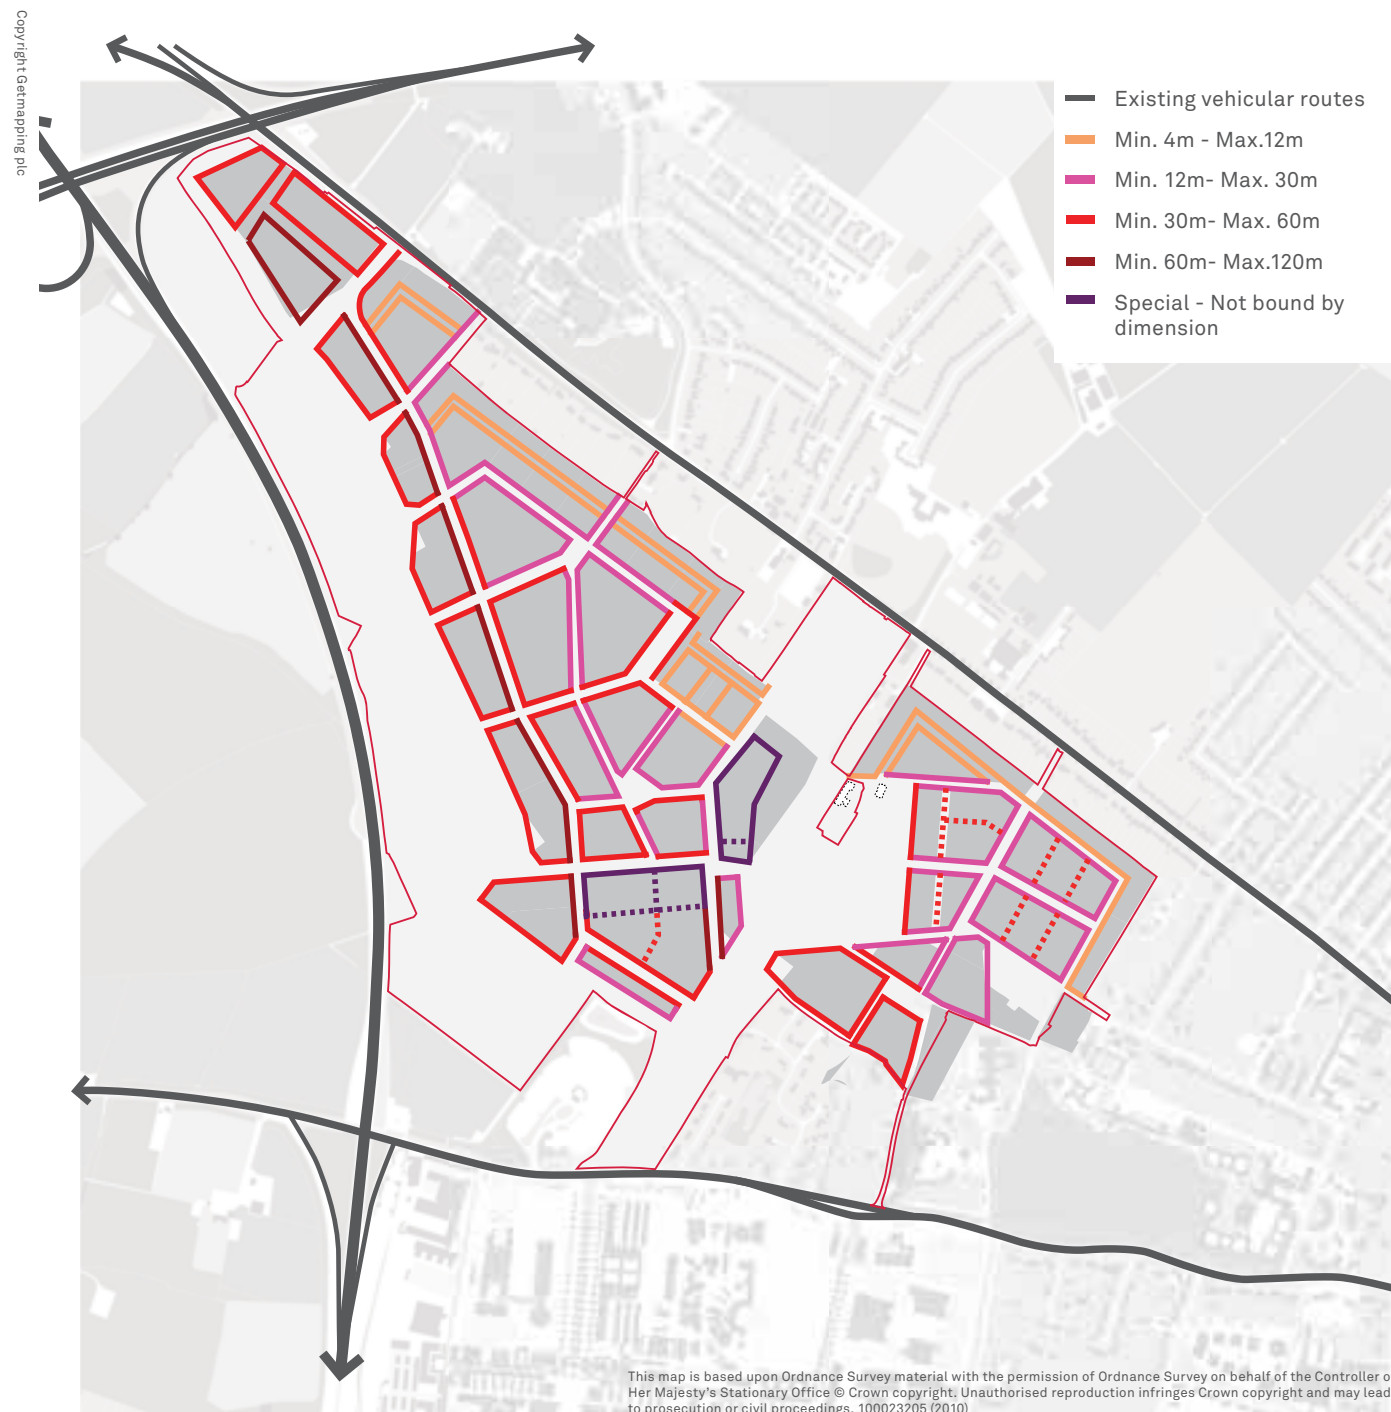 Copyright Getmapping plc
Existing vehicular routes
Min. 4m - Max.12m
Min. 12m- Max. 30m
Min. 30m- Max. 60m
Min. 60m- Max.120m
Special - Not bound by
dimension
This map is based upon Ordnance Survey material with the permission of Ordnance Survey on behalf of the Controller o
Her Majesty's Stationary Office © Crown copyright. Unauthorised reproduction infringes Crown copyright and may lead
to prosecution or civil proceedings. 100023205 (2010)